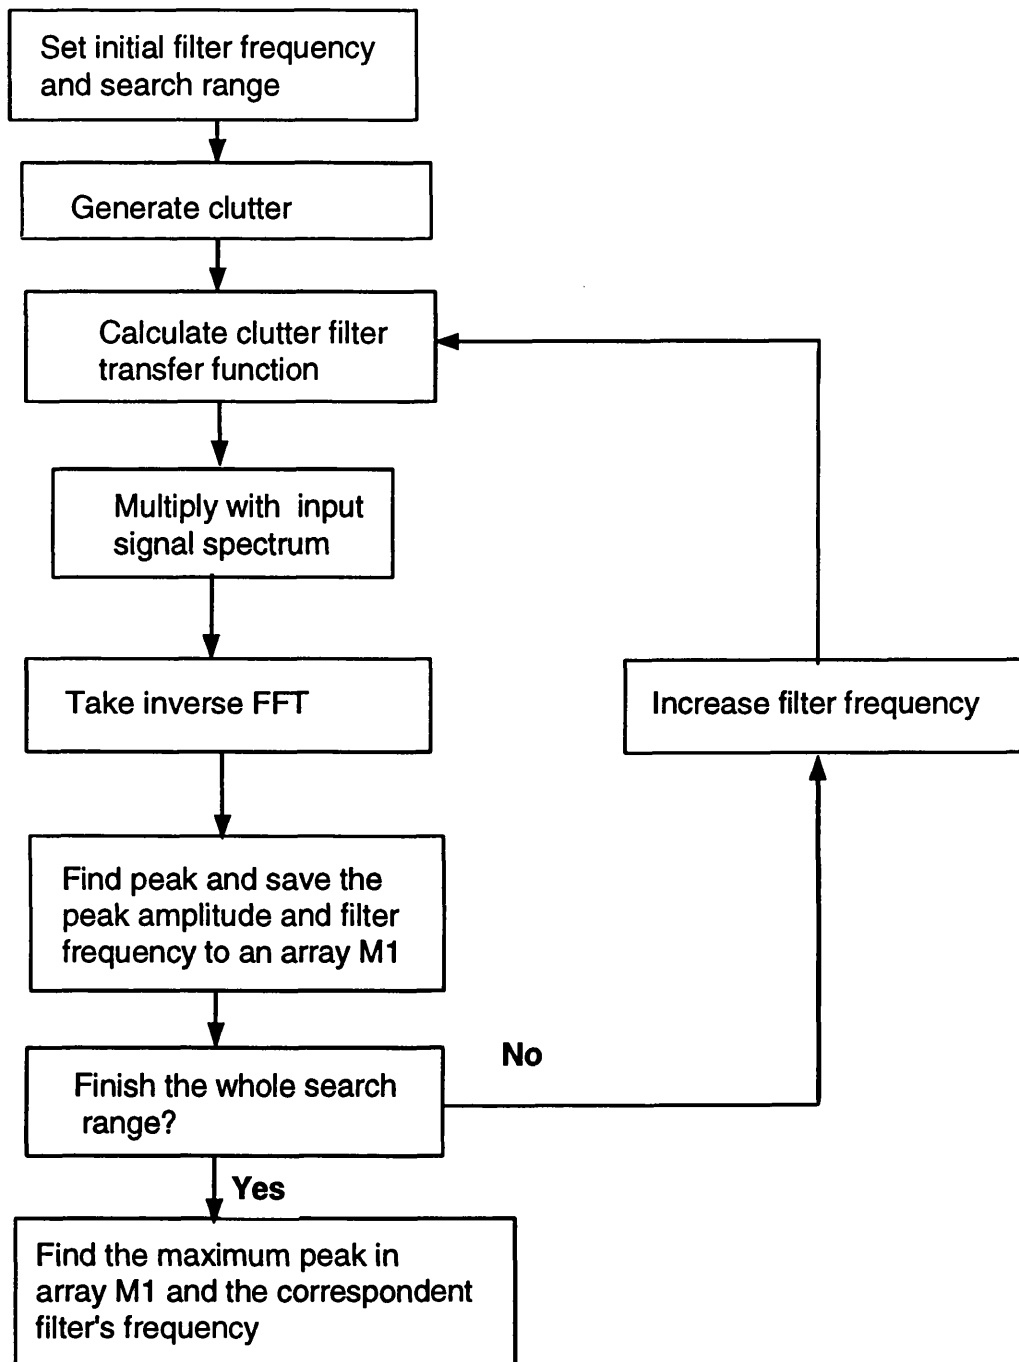 Set initial filter frequency
and search range
Generate clutter
Calculate clutter filter
transfer function
Multiply with input
signal spectrum
Take inverse FFT
Increase filter frequency
Find peak and save the
peak amplitude and filter
frequency to an array M1
No
Finish the whole search
range?
Yes
Find the maximum peak in
array M1 and the correspondent
filter's frequency